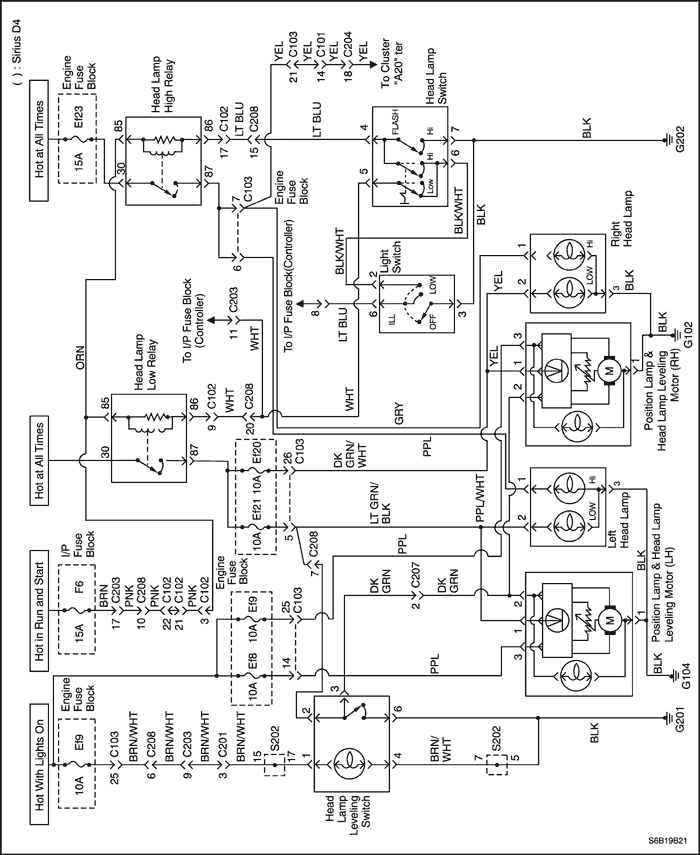 ( ) : Sirius D4
Hot With Lights On
Hot in Run and Start
Hot at All Times
Hot at All Times
Engine
Fuse
Block
Ef9
10A
I/P
Fuse
Block
F6
15A
Engine
Fuse
Block
Ef23
15A
Head Lamp
Low Relay
30
85
86
87
Head Lamp
High Relay
85
30
86
87
ORN
BRN
17
C203
PNK
10
C208
PNK
22
C102
21
C102
PNK
3
C102
25
C103
BRN/WHT
6
C208
BRN/WHT
9
C203
BRN/WHT
3
C201
BRN/WHT
15
S202
17
9
C102
WHT
20
C208
WHT
11
C203
To I/P Fuse Block
(Controller)
WHT
17
C102
LT BLU
15
C208
LT BLU
7
C103
6
Engine
Fuse
Block
YEL
21
C103
YEL
14
C101
YEL
18
C204
YEL
To Cluster
"A20" ter
To I/P Fuse Block(Controller)
8
LT BLU
Head Lamp
Switch
4
FLASH
Hi
7
5
Hi
Low
6
BLK/WHT
BLK/WHT
BLK
BLK
G202
Light
Switch
2
6
ILL
LOW
OFF
3
GRY
Engine
Fuse
Block
Ef9
10A
Ef8
10A
25
C103
14
Ef20
10A
Ef21
10A
26
C103
5
DK
GRN/
WHT
LT GRN/
BLK
PPL
PPL/WHT
YEL
YEL
7
C208
PPL
DK
GRN
2
C207
DK
GRN
PPL
Head
Lamp
Leveling
Switch
1
2
3
4
6
BRN/
WHT
7
S202
5
BLK
G201
Position Lamp & Head Lamp
Leveling Motor (LH)
2
1
3
M
1
BLK
G104
BLK
Left
Head Lamp
1
2
Hi
LOW
3
Position Lamp &
Head Lamp Leveling
Motor (RH)
3
1
2
M
1
BLK
G102
BLK
Right
Head Lamp
1
2
Hi
LOW
3
S6B19B21